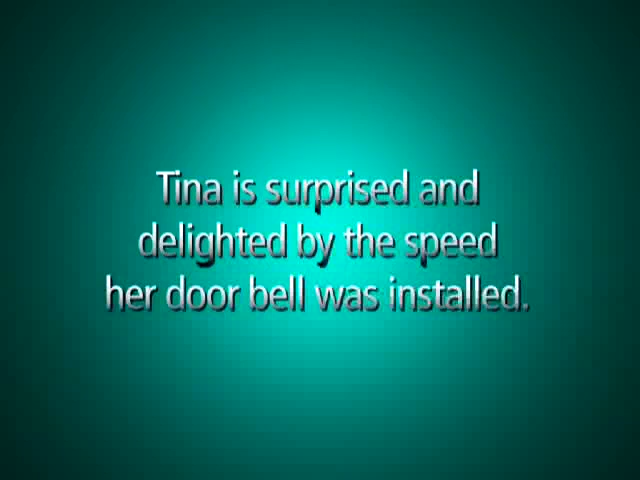 Tina is surprised and
delighted by the speed
her door bell was installed.